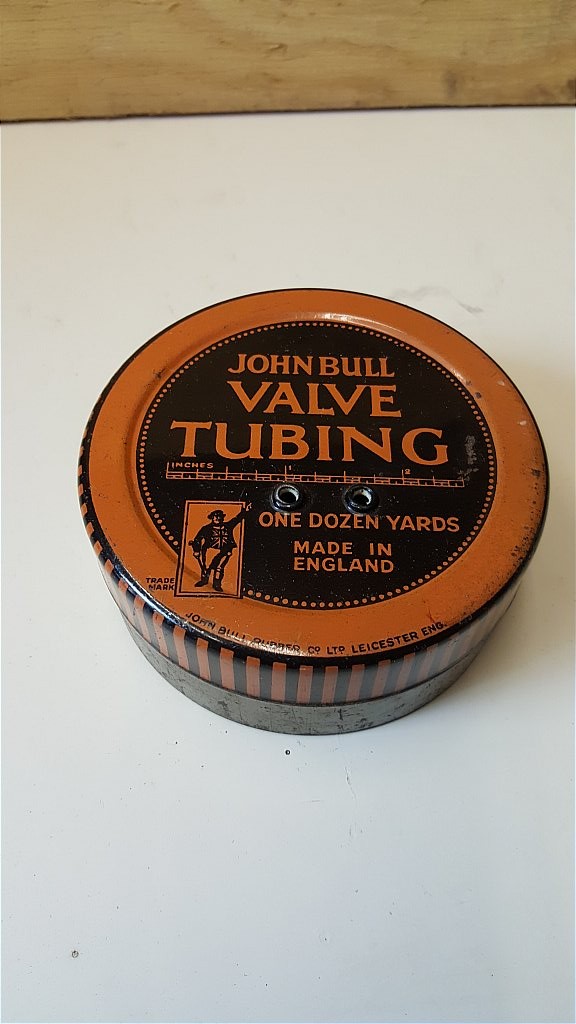 JOHN BULL
VALVE
TUBING
INCHES 1 2
ONE DOZEN YARDS
MADE IN
ENGLAND
TRADE
MARK
JOHN BULL RUBBER CO LTD LEICESTER ENG.